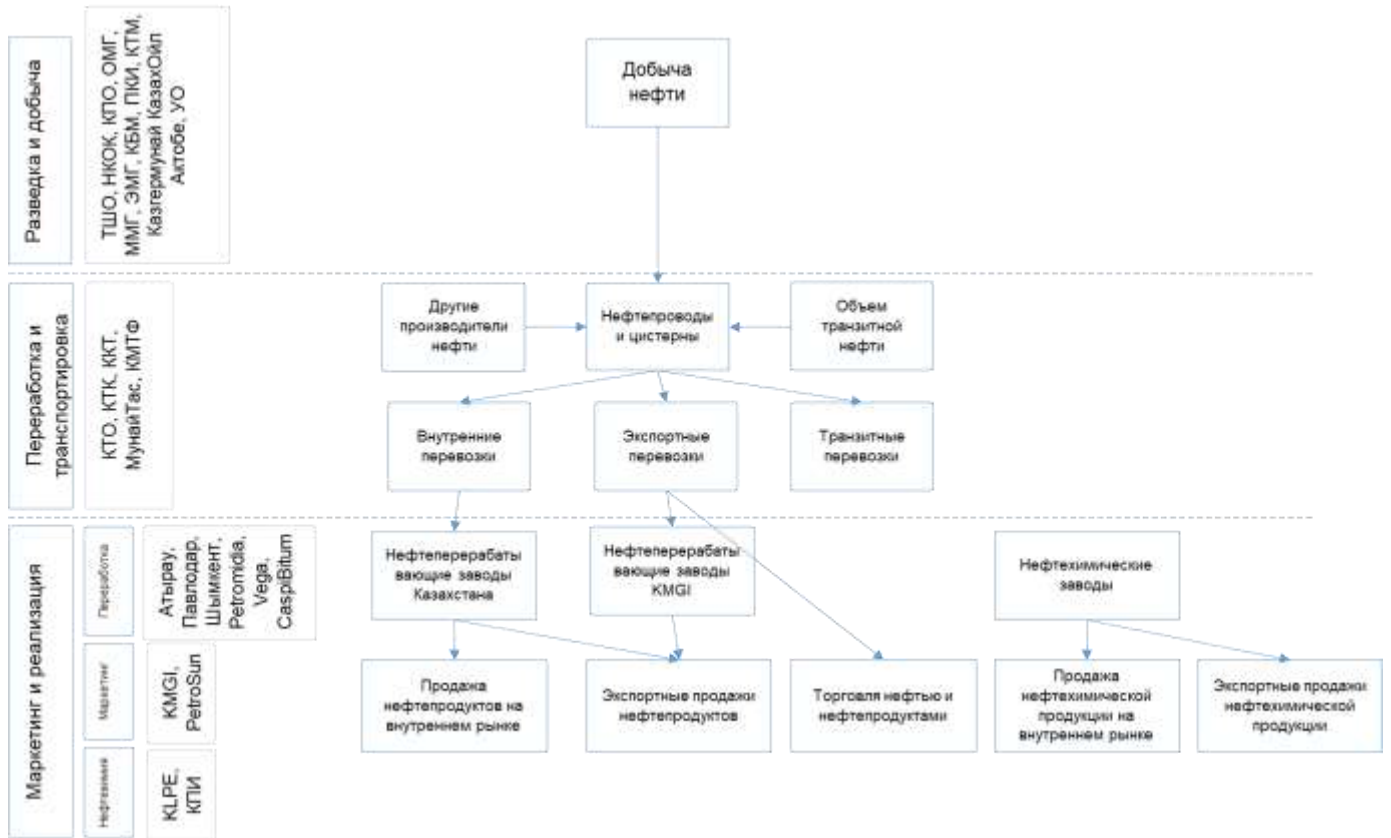 Разведка и добыча
ТШО, НКОК, КПО, ОМГ,
ММГ, ЭМГ, КБМ, ПКИ, КТМ,
Казгермунай КазахОйл
Актобе, УО
Добыча
нефти
Переработка и
транспортировка
КТО, КТК, ККТ,
МунайТас, КМТФ
Другие
производители
нефти
Нефтепроводы
и цистерны
Объем
транзитной
нефти
Внутренние
перевозки
Экспортные
перевозки
Транзитные
перевозки
Маркетинг и реализация
Переработка
Атырау,
Павлодар,
Шымкент,
Petromidia,
Vega,
CaspiBitum
Нефтеперерабаты
вающие заводы
Казахстана
Нефтеперерабаты
вающие заводы
KMGI
Нефтехимические
заводы
Маркетинг
KMGI,
PetroSun
Продажа
нефтепродуктов на
внутреннем рынке
Экспортные продажи
нефтепродуктов
Торговля нефтью и
нефтепродуктами
Продажа
нефтехимической
продукции на
внутреннем рынке
Экспортные продажи
нефтехимической
продукции
Нефтехимия
KLPE,
КПИ